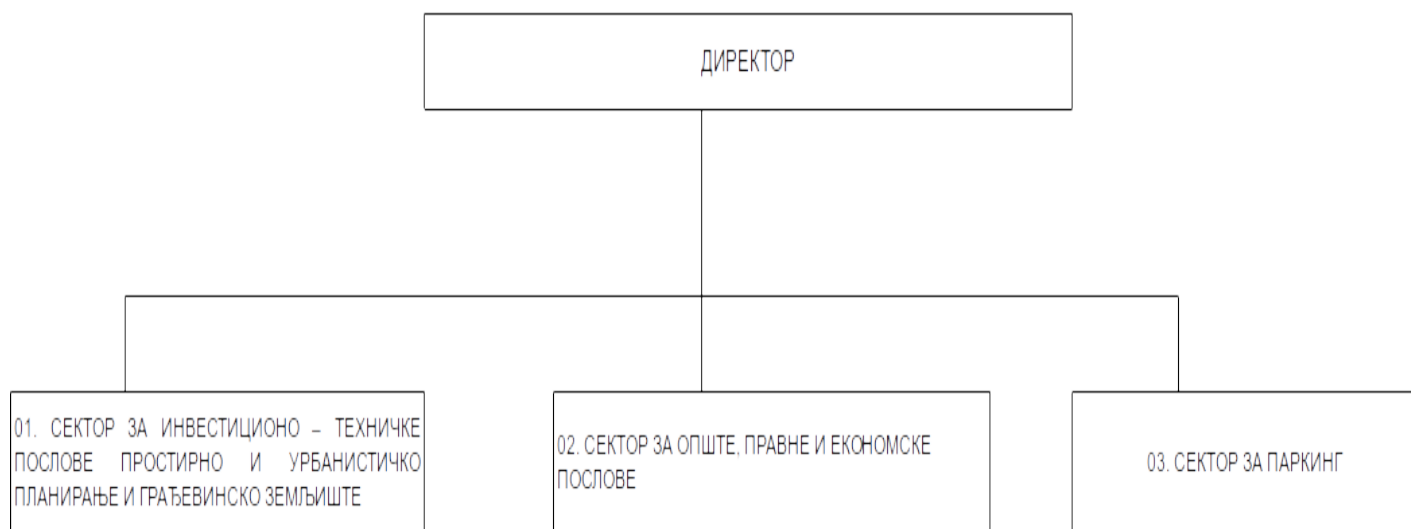 ДИРЕКТОР
01. СЕКТОР ЗА ИНВЕСТИЦИОНО – ТЕХНИЧКЕ
ПОСЛОВЕ ПРОСТИРНО И УРБАНИСТИЧКО
ПЛАНИРАЊЕ И ГРАЂЕВИНСКО ЗЕМЉИШТЕ
02. СЕКТОР ЗА ОПШТЕ, ПРАВНЕ И ЕКОНОМСКЕ
ПОСЛОВЕ
03. СЕКТОР ЗА ПАРКИНГ